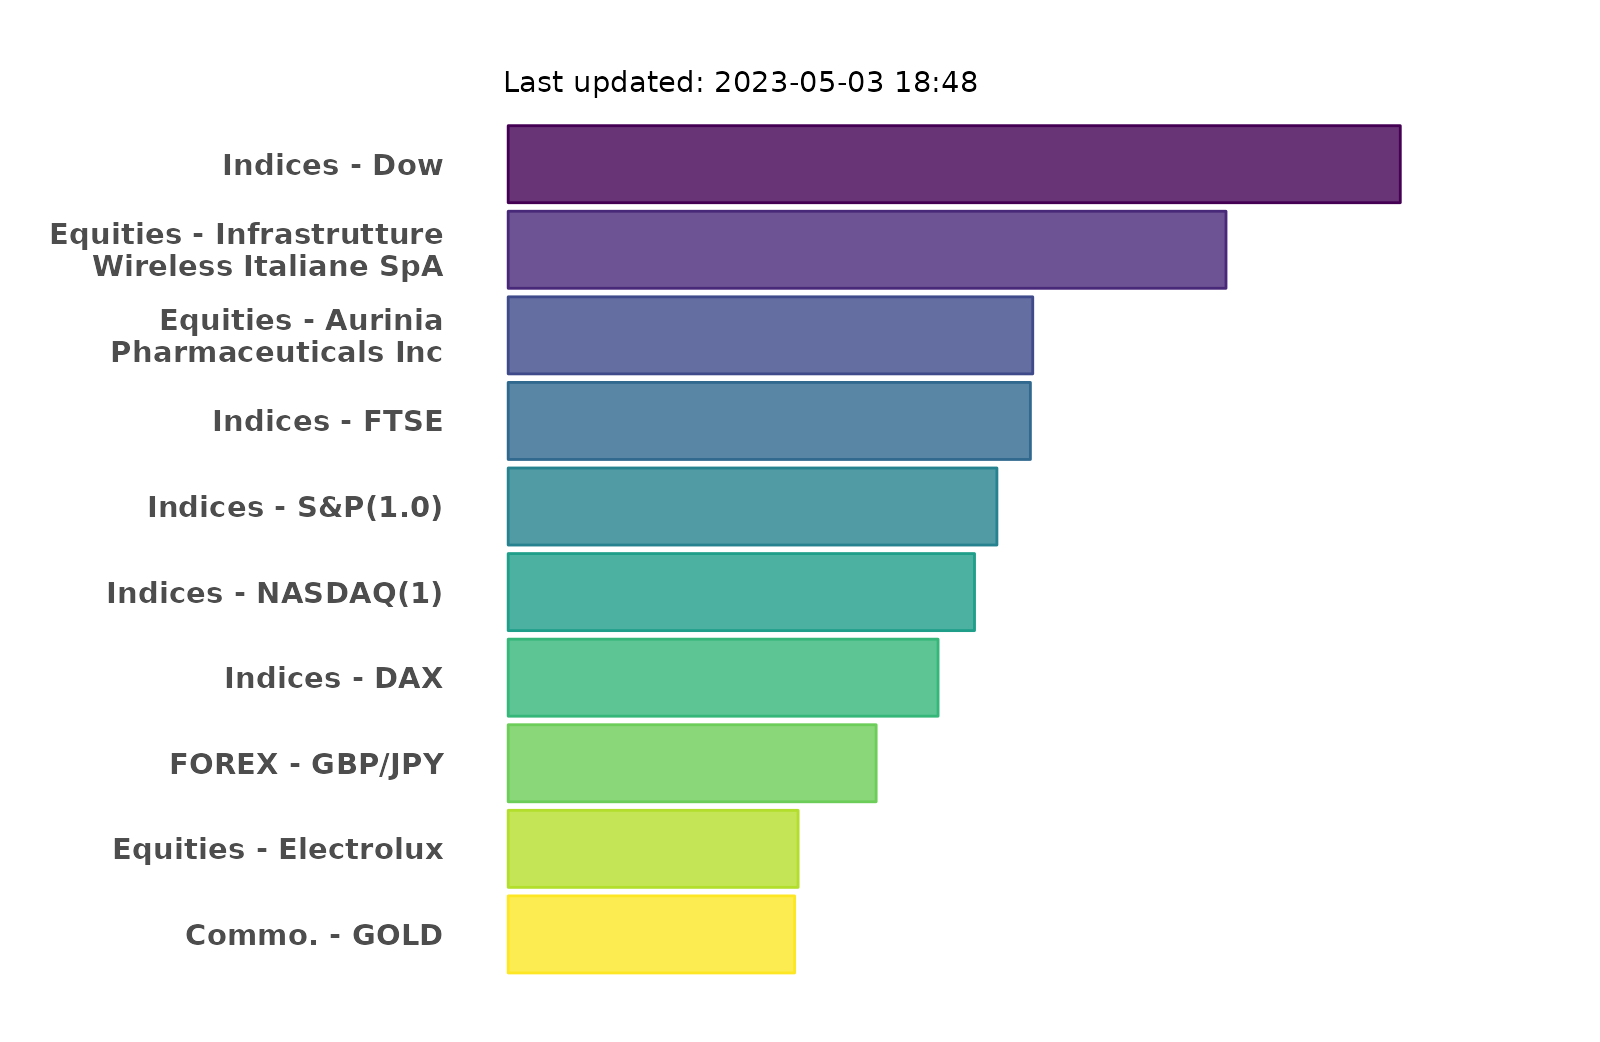 Last updated: 2023-05-03 18:48
Indices - Dow
Equities - Infrastrutture
Wireless Italiane SpA
Equities - Aurinia
Pharmaceuticals Inc
Indices - FTSE
Indices - S&P(1.0)
Indices - NASDAQ(1)
Indices - DAX
FOREX - GBP/JPY
Equities - Electrolux
Commo. - GOLD